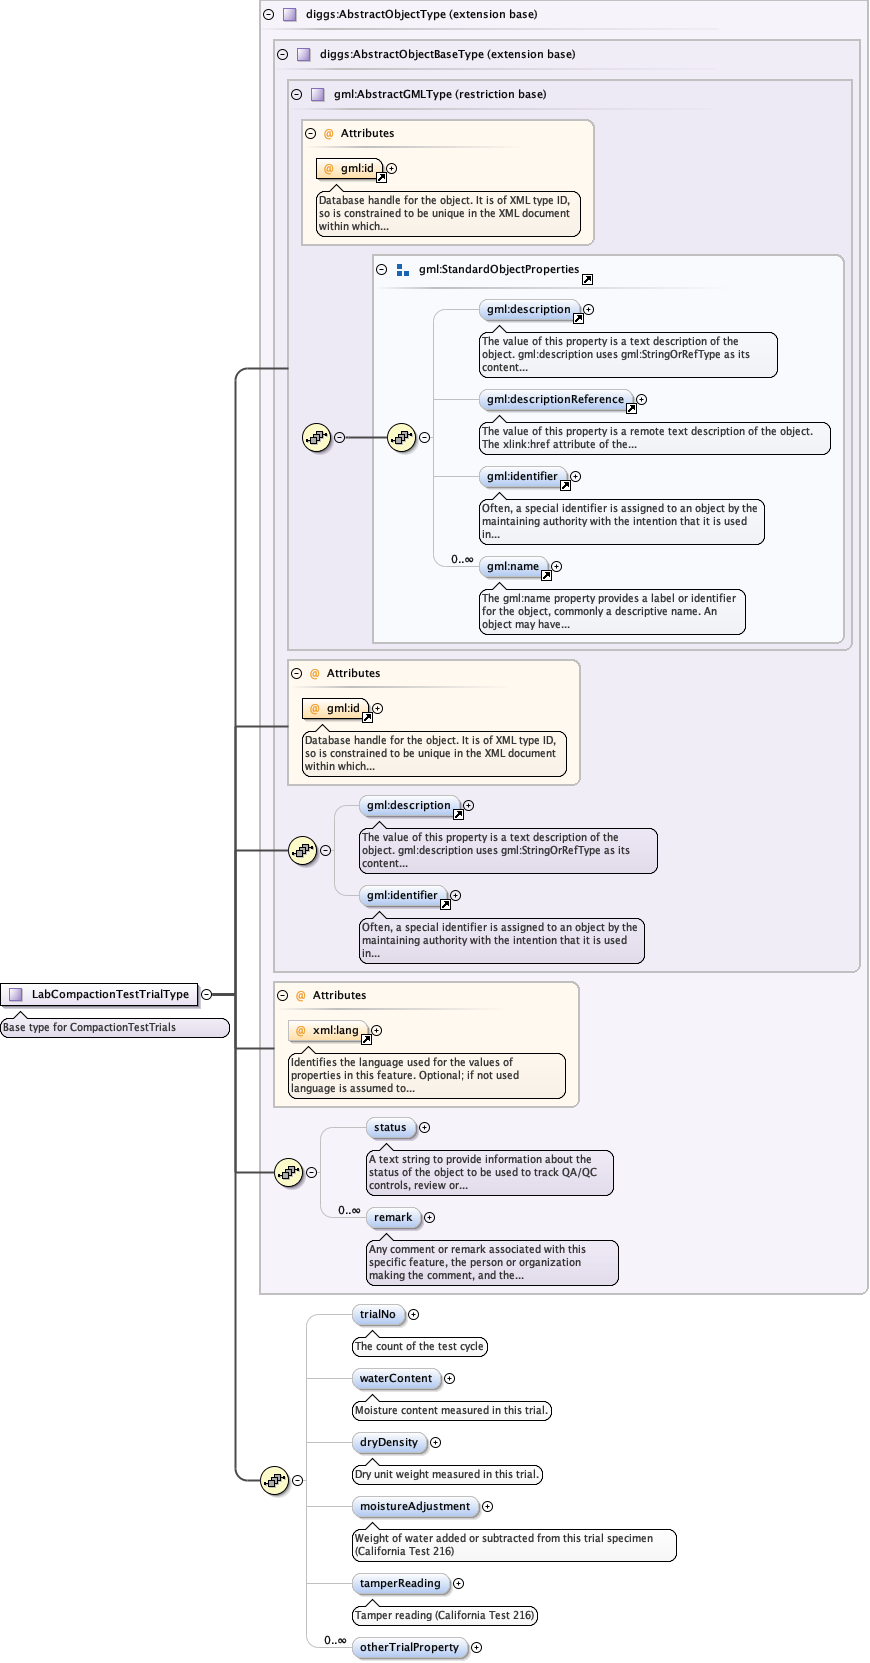 diggs:AbstractObjectType (extension base)
diggs:AbstractObjectBaseType (extension base)
gml:AbstractGMLType (restriction base)
@ Attributes
@ gml:id
Database handle for the object. It is of XML type ID,
so is constrained to be unique in the XML document
within which...
gml:StandardObjectProperties
gml:description
The value of this property is a text description of the
object. gml:description uses gml:StringOrRefType as its
content...
gml:descriptionReference
The value of this property is a remote text description of the object.
The xlink:href attribute of the...
gml:identifier
Often, a special identifier is assigned to an object by the
maintaining authority with the intention that it is used
in...
0..∞
gml:name
The gml:name property provides a label or identifier
for the object, commonly a descriptive name. An
object may have...
@ Attributes
@ gml:id
Database handle for the object. It is of XML type ID,
so is constrained to be unique in the XML document
within which...
gml:description
The value of this property is a text description of the
object. gml:description uses gml:StringOrRefType as its
content...
gml:identifier
Often, a special identifier is assigned to an object by the
maintaining authority with the intention that it is used
in...
LabCompactionTestTrialType
Base type for CompactionTestTrials
@ Attributes
@ xml:lang
Identifies the language used for the values of
properties in this feature. Optional; if not used
language is assumed to...
status
A text string to provide information about the
status of the object to be used to track QA/QC
controls, review or...
0..∞
remark
Any comment or remark associated with this
specific feature, the person or organization
making the comment, and the...
trialNo
The count of the test cycle
waterContent
Moisture content measured in this trial.
dryDensity
Dry unit weight measured in this trial.
moistureAdjustment
Weight of water added or subtracted from this trial specimen
(California Test 216)
tamperReading
Tamper reading (California Test 216)
0..∞
otherTrialProperty